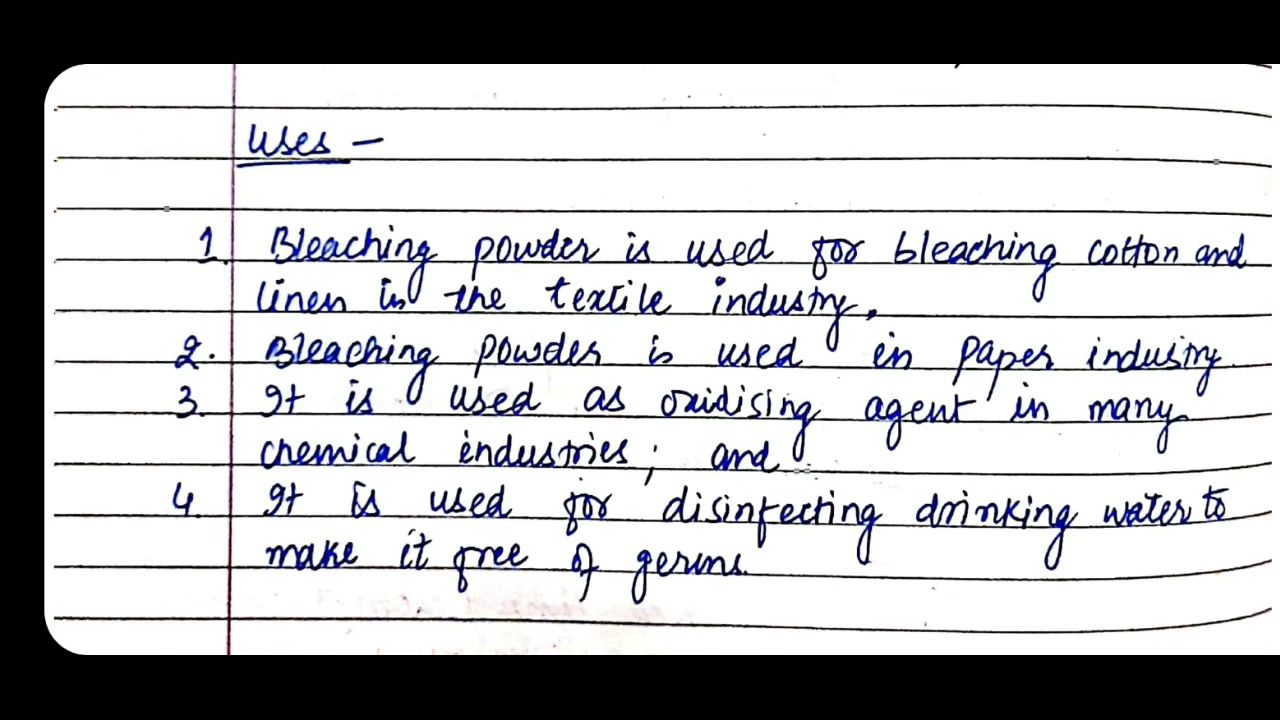 Uses -
1. Bleaching powder is used for bleaching cotton and
linen in the textile industry.
2. Bleaching powder is used in paper industry
3. It is used as oxidising agent in many
chemical industries; and
4. It is used for disinfecting drinking water to
make it free of germs.